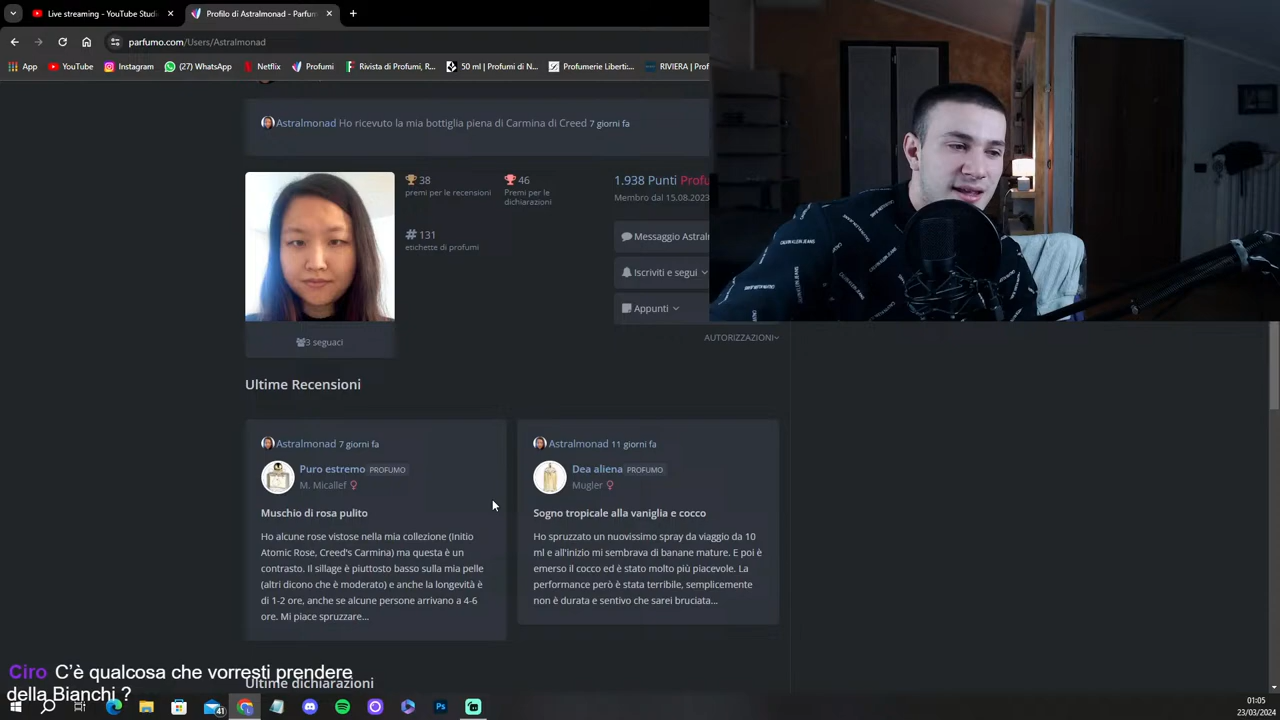 Live streaming - YouTube Stud
Profilo di Astralmonad - Parfum
parfumo.com/Users/Astralmonad
App
YouTube
Instagram
(27) WhatsApp
Netflix
Profumi
Rivista di Profumi, R...
50 ml | Profumi di N...
Profumerie Liberti:...
RIVIERA | Prof
Astralmonad Ho ricevuto la mia bottiglia piena di Carmina di Creed 7 giorni fa
38
premi per le recensioni
46
Premi per le
dichiarazioni
131
etichette di profumi
1.938 Punti Profu
Membro dal 15.08.2023
Messaggio Astralm
Iscriviti e segui
Appunti
3 seguaci
AUTORIZZAZIONI
Ultime Recensioni
Astralmonad 7 giorni fa
Puro estremo PROFUMO
M. Micallef
Muschio di rosa pulito
Ho alcune rose vistose nella mia collezione (Initio
Atomic Rose, Creed's Carmina) ma questa è un
contrasto. Il sillage è piuttosto basso sulla mia pelle
(altri dicono che è moderato) e anche la longevità è
di 1-2 ore, anche se alcune persone arrivano a 4-6
ore. Mi piace spruzzare...
Astralmonad 11 giorni fa
Dea aliena PROFUMO
Mugler
Sogno tropicale alla vaniglia e cocco
Ho spruzzato un nuovissimo spray da viaggio da 10
ml e all'inizio mi sembrava di banane mature. E poi è
emerso il cocco ed è stato molto più piacevole. La
performance però è stata terribile, semplicemente
non è durata e sentivo che sarei bruciata...
Ultime dichiarazioni
Ciro C'è qualcosa che vorresti prendere
della Bianchi ?
41
Ps
01:05
23/03/2024